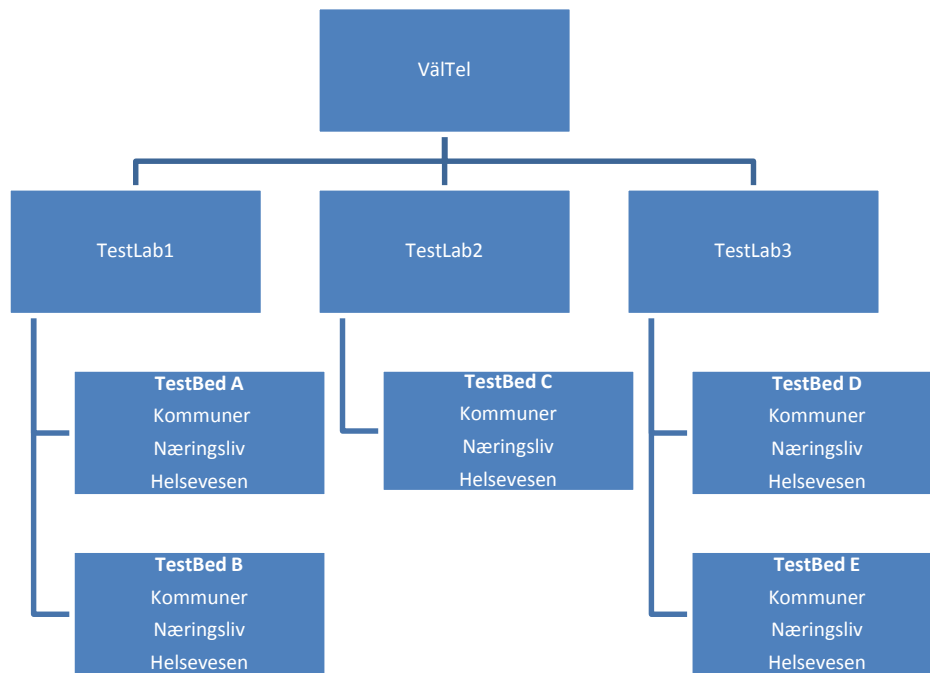 VälTel
TestLab1
TestLab2
TestLab3
TestBed A
Kommuner
Næringsliv
Helsevesen
TestBed C
Kommuner
Næringsliv
Helsevesen
TestBed D
Kommuner
Næringsliv
Helsevesen
TestBed B
Kommuner
Næringsliv
Helsevesen
TestBed E
Kommuner
Næringsliv
Helsevesen